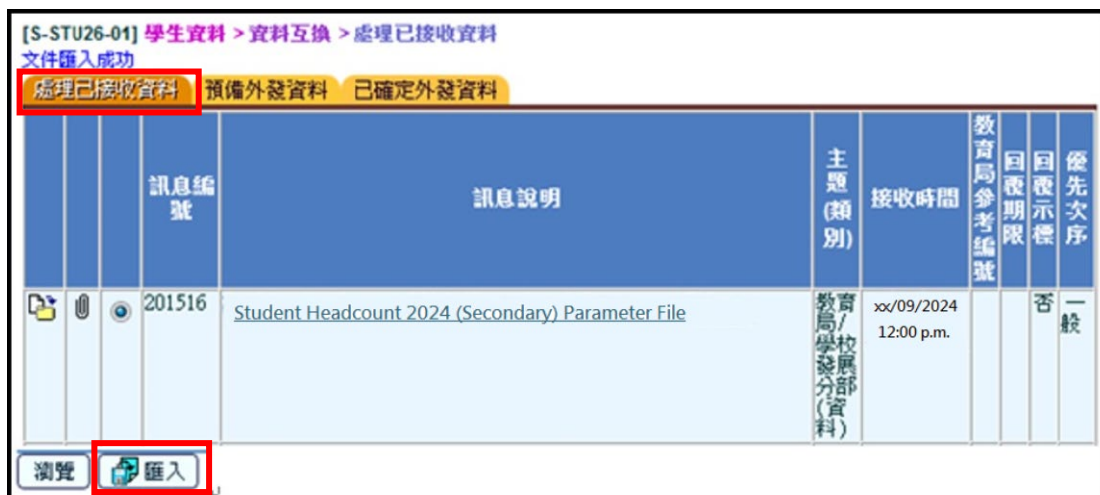 [S-STU26-01] 學生資料 > 資料互換 > 處理已接收資料
文件匯入成功
處理已接收資料 預備外發資料 已確定外發資料
訊息編號
訊息說明
主題(類別)
接收時間
教育局參考編號
回覆期限
回覆示標
優先次序
201516
Student Headcount 2024 (Secondary) Parameter File
教育局/學校發展分部(資料)
xx/09/2024
12:00 p.m.
否
一般
瀏覽 匯入